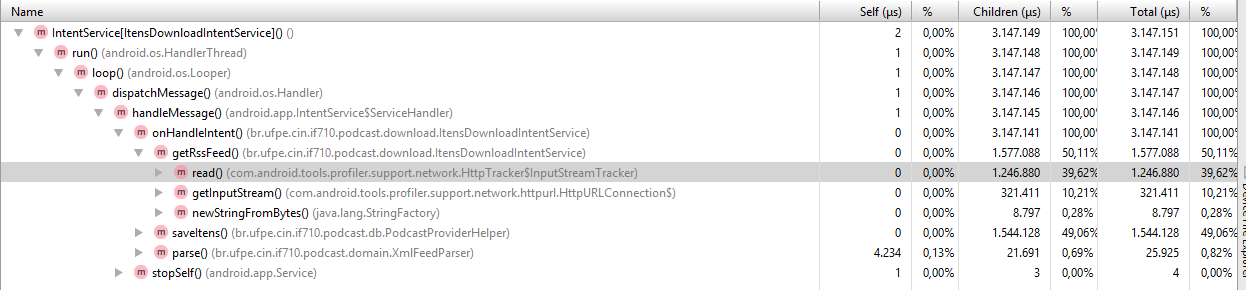 Name Self (µs) % Children (µs) % Total (µs) %
m IntentService[ItensDownloadIntentService]() () 2 0,00% 3.147.149 100,00% 3.147.151 100,00%
m run() (android.os.HandlerThread) 1 0,00% 3.147.148 100,00% 3.147.149 100,00%
m loop() (android.os.Looper) 1 0,00% 3.147.147 100,00% 3.147.148 100,00%
m dispatchMessage() (android.os.Handler) 1 0,00% 3.147.146 100,00% 3.147.147 100,00%
m handleMessage() (android.app.IntentService$ServiceHandler) 1 0,00% 3.147.145 100,00% 3.147.146 100,00%
m onHandleIntent() (br.ufpe.cin.if710.podcast.download.ItensDownloadIntentService) 0 0,00% 3.147.141 100,00% 3.147.141 100,00%
m getRssFeed() (br.ufpe.cin.if710.podcast.download.ItensDownloadIntentService) 0 0,00% 1.577.088 50,11% 1.577.088 50,11%
m read() (com.android.tools.profiler.support.network.HttpTracker$InputStreamTracker) 0 0,00% 1.246.880 39,62% 1.246.880 39,62%
m getInputStream() (com.android.tools.profiler.support.network.httpurl.HttpURLConnection$) 0 0,00% 321.411 10,21% 321.411 10,21%
m newStringFromBytes() (java.lang.StringFactory) 0 0,00% 8.797 0,28% 8.797 0,28%
m saveItens() (br.ufpe.cin.if710.podcast.db.PodcastProviderHelper) 0 0,00% 1.544.128 49,06% 1.544.128 49,06%
m parse() (br.ufpe.cin.if710.podcast.domain.XmlFeedParser) 4.234 0,13% 21.691 0,69% 25.925 0,82%
m stopSelf() (android.app.Service) 1 0,00% 3 0,00% 4 0,00%
Device File Explorer